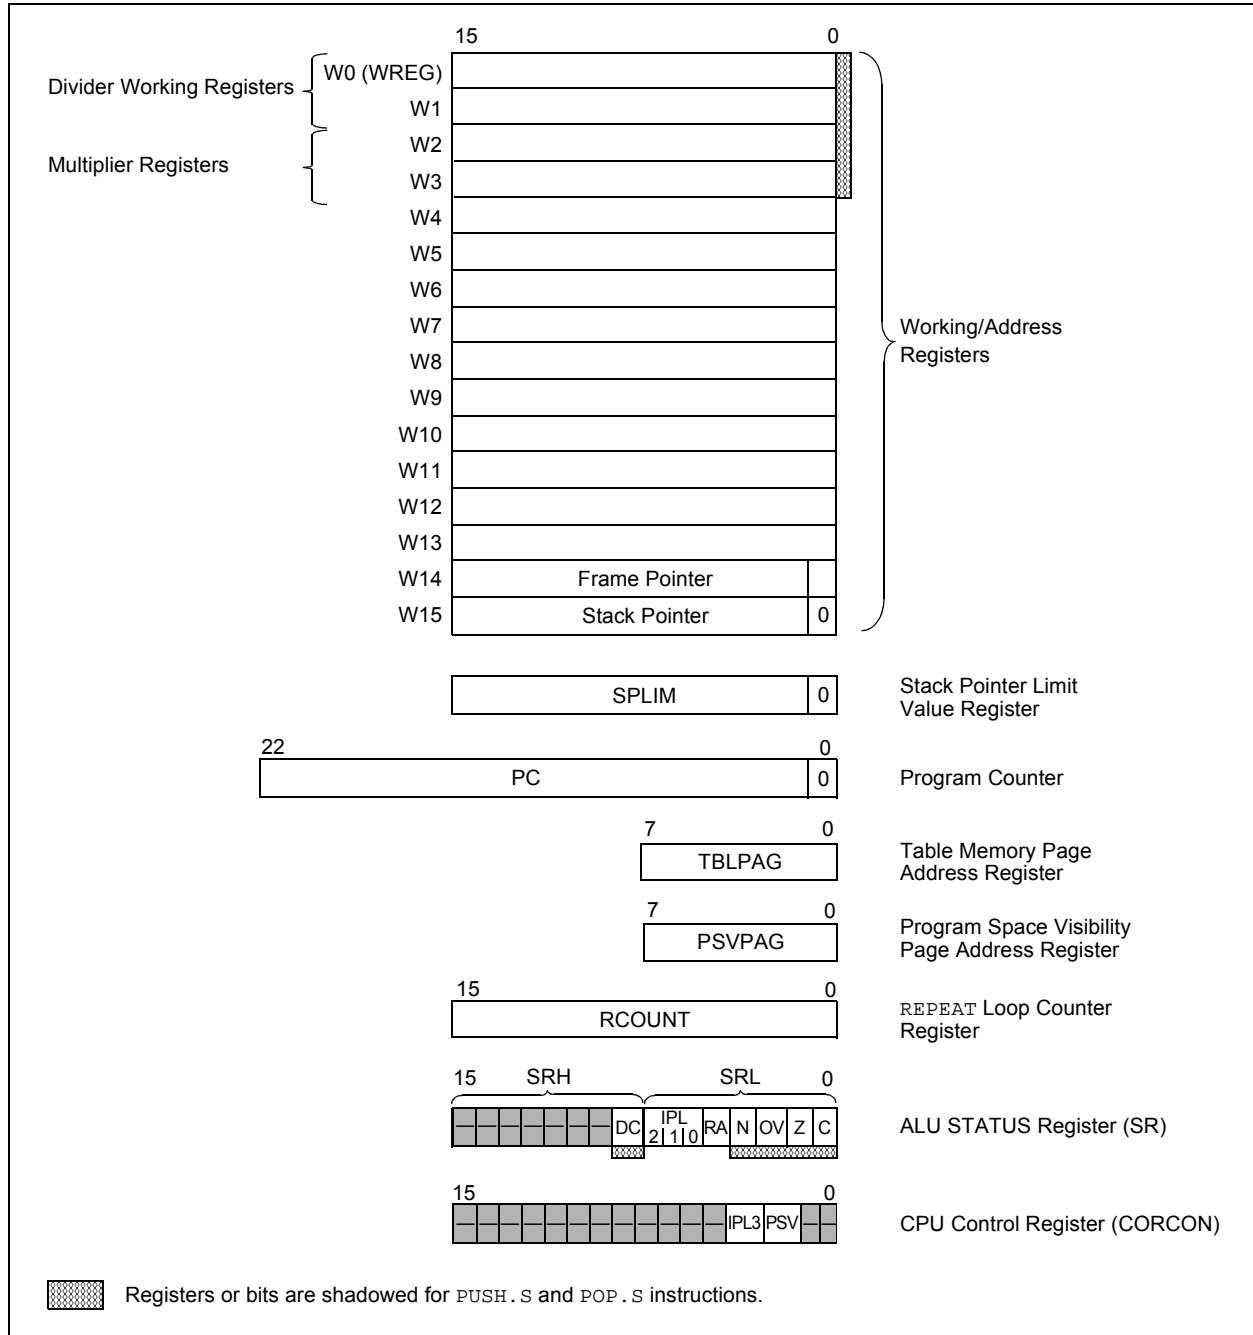 15 0
W0 (WREG)
Divider Working Registers
W1
W2
Multiplier Registers
W3
W4
W5
W6
W7
Working/Address
Registers
W8
W9
W10
W11
W12
W13
W14 Frame Pointer
W15 Stack Pointer 0
SPLIM 0
Stack Pointer Limit
Value Register
22 0
PC 0 Program Counter
7 0
TBLPAG
Table Memory Page
Address Register
7 0
PSVPAG
Program Space Visibility
Page Address Register
15 0
RCOUNT
REPEAT Loop Counter
Register
15 SRH SRL 0
— — — — — — — DC IPL 2 1 0 RA N OV Z C ALU STATUS Register (SR)
15 0
— — — — — — — — — — — — IPL3 PSV — — CPU Control Register (CORCON)
Registers or bits are shadowed for PUSH.S and POP.S instructions.